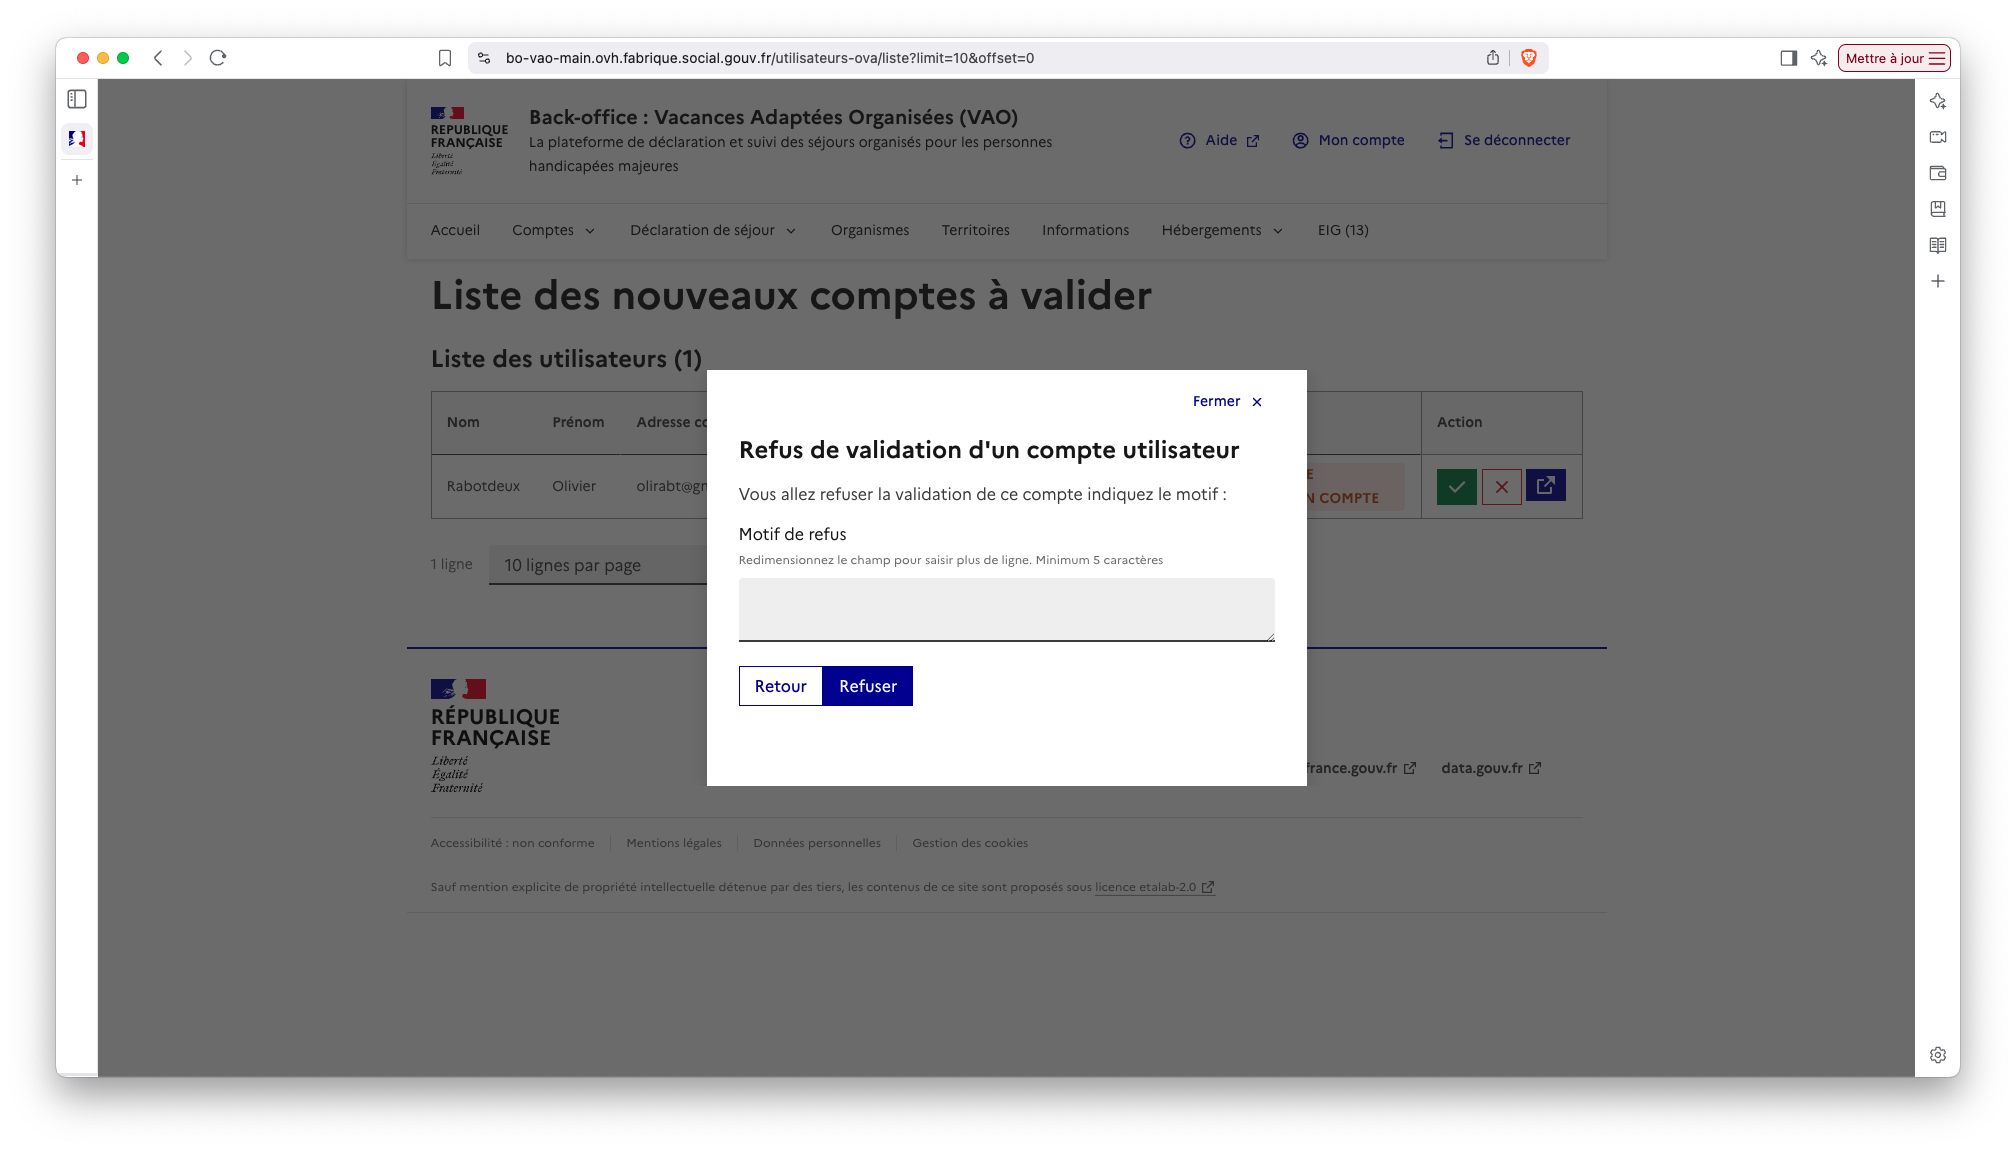 bo-vao-main.ovh.fabrique.social.gouv.fr/utilisateurs-ova/liste?limit=10&offset=0
Mettre à jour
RÉPUBLIQUE
FRANÇAISE
Liberté
Égalité
Fraternité
Back-office : Vacances Adaptées Organisées (VAO)
La plateforme de déclaration et suivi des séjours organisés pour les personnes
handicapées majeures
Aide
Mon compte
Se déconnecter
Accueil
Comptes
Déclaration de séjour
Organismes
Territoires
Informations
Hébergements
EIG (13)
Liste des nouveaux comptes à valider
Liste des utilisateurs (1)
Nom
Prénom
Adresse co
Action
Rabotdeux
Olivier
olirabt@gm
E
N COMPTE
1 ligne
10 lignes par page
Fermer
Refus de validation d'un compte utilisateur
Vous allez refuser la validation de ce compte indiquez le motif :
Motif de refus
Redimensionnez le champ pour saisir plus de ligne. Minimum 5 caractères
Retour
Refuser
RÉPUBLIQUE
FRANÇAISE
Liberté
Égalité
Fraternité
france.gouv.fr
data.gouv.fr
Accessibilité : non conforme
Mentions légales
Données personnelles
Gestion des cookies
Sauf mention explicite de propriété intellectuelle détenue par des tiers, les contenus de ce site sont proposés sous licence etalab-2.0